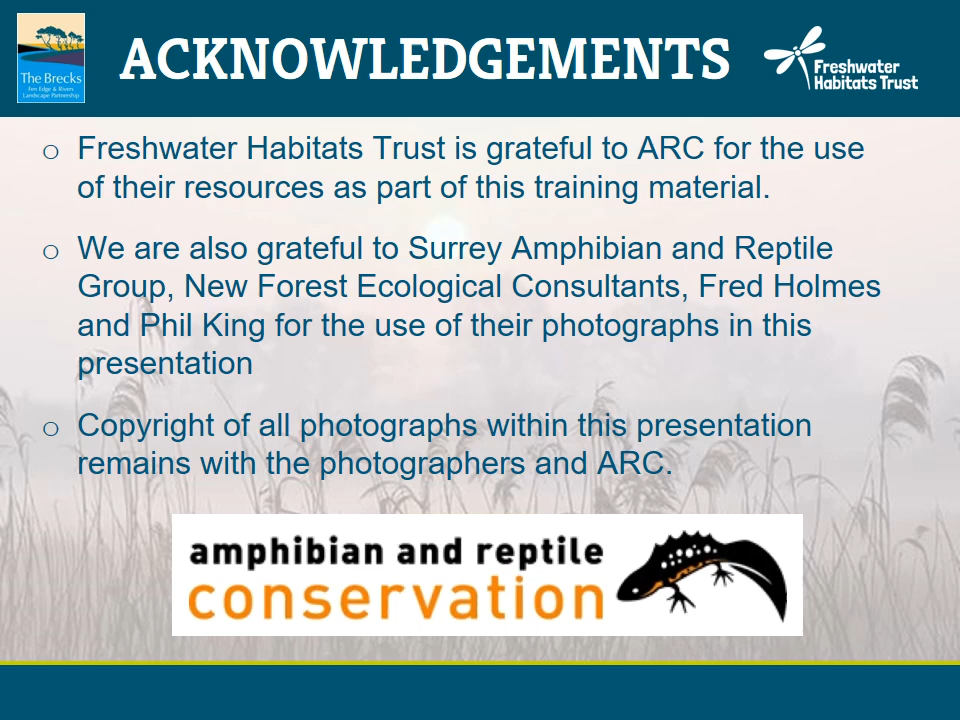 The Brecks
Fen Edge & Rivers
Landscape Partnership
ACKNOWLEDGEMENTS
Freshwater
Habitats Trust
o Freshwater Habitats Trust is grateful to ARC for the use
of their resources as part of this training material.
o We are also grateful to Surrey Amphibian and Reptile
Group, New Forest Ecological Consultants, Fred Holmes
and Phil King for the use of their photographs in this
presentation
o Copyright of all photographs within this presentation
remains with the photographers and ARC.
amphibian and reptile
conservation